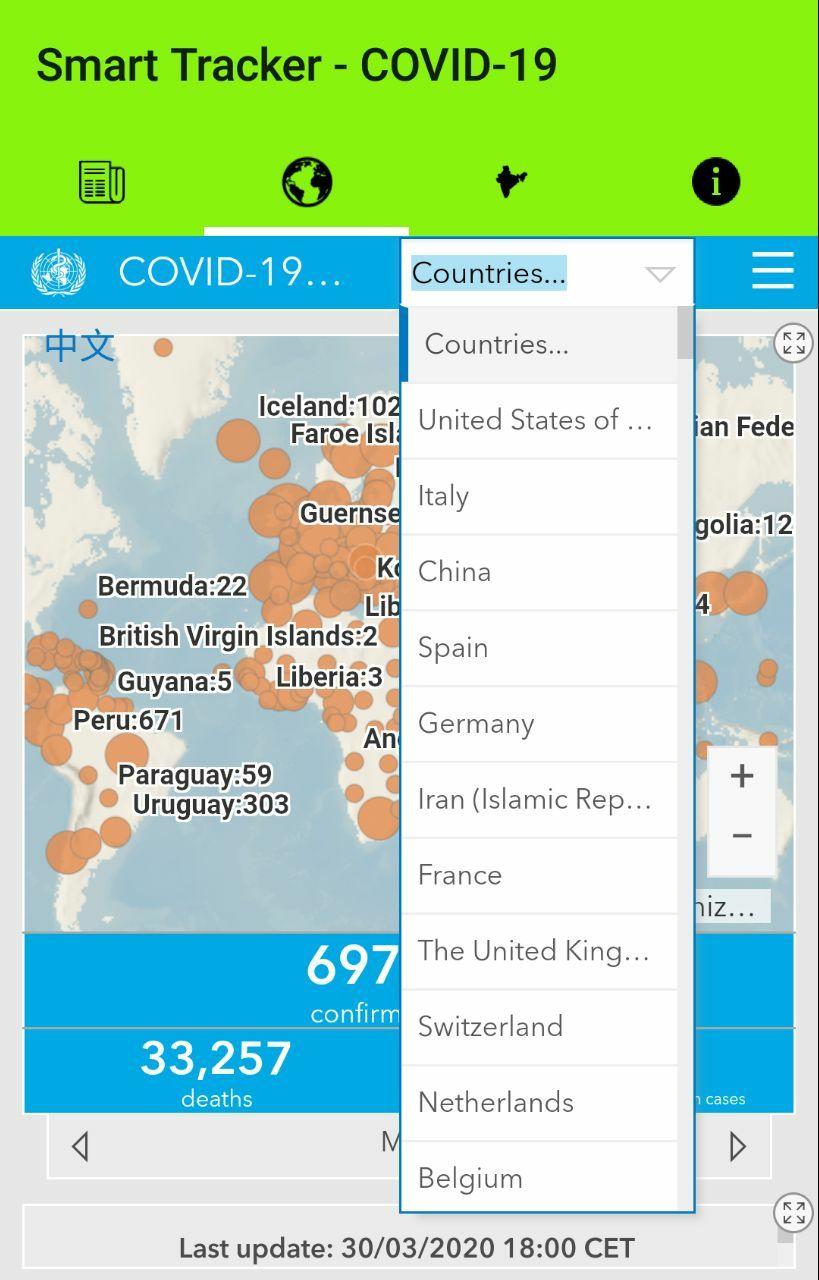 Smart Tracker - COVID-19
COVID-19...
Countries...
中文
Countries...
United States of ...
Italy
China
Spain
Germany
Iran (Islamic Rep...
France
The United King...
Switzerland
Netherlands
Belgium
Iceland:102
Faroe Isl
ian Fede
Guernse
golia:12
Bermuda:22
Lib
4
British Virgin Islands:2
Guyana:5
Liberia:3
Peru:671
An
Paraguay:59
Uruguay:303
+
−
niz...
697
confirm
33,257
deaths
cases
M
Last update: 30/03/2020 18:00 CET